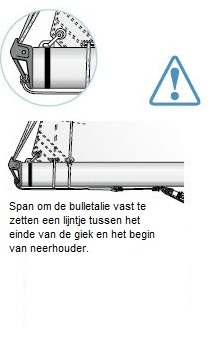 Span om de bulletalie vast te
zetten een lijntje tussen het
einde van de giek en het begin
van neerhouder.